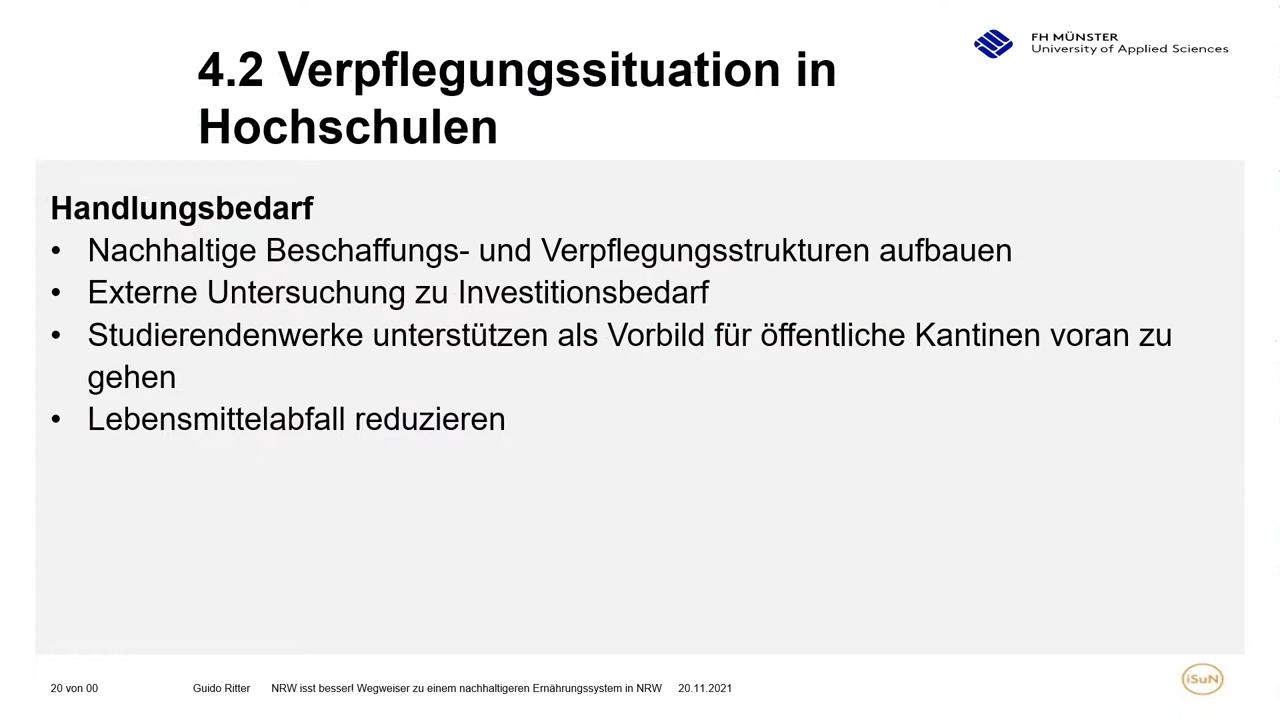 FH MÜNSTER
University of Applied Sciences
4.2 Verpflegungssituation in
Hochschulen
Handlungsbedarf
• Nachhaltige Beschaffungs- und Verpflegungsstrukturen aufbauen
• Externe Untersuchung zu Investitionsbedarf
• Studierendenwerke unterstützen als Vorbild für öffentliche Kantinen voran zu
gehen
• Lebensmittelabfall reduzieren
20 von 00 Guido Ritter NRW isst besser! Wegweiser zu einem nachhaltigeren Ernährungssystem in NRW 20.11.2021
iSuN